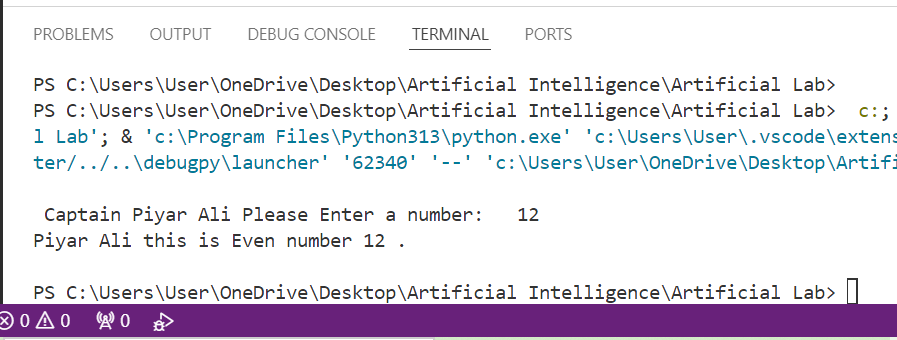 PROBLEMS OUTPUT DEBUG CONSOLE TERMINAL PORTS
PS C:\Users\User\OneDrive\Desktop\Artificial Intelligence\Artificial Lab>
PS C:\Users\User\OneDrive\Desktop\Artificial Intelligence\Artificial Lab>  c:;
l Lab'; & 'c:\Program Files\Python313\python.exe' 'c:\Users\User\.vscode\extens
ter/../..\debugpy\launcher' '62340' '--' 'c:\Users\User\OneDrive\Desktop\Artifi
Captain Piyar Ali Please Enter a number:   12
Piyar Ali this is Even number 12 .
PS C:\Users\User\OneDrive\Desktop\Artificial Intelligence\Artificial Lab>
0 0 0